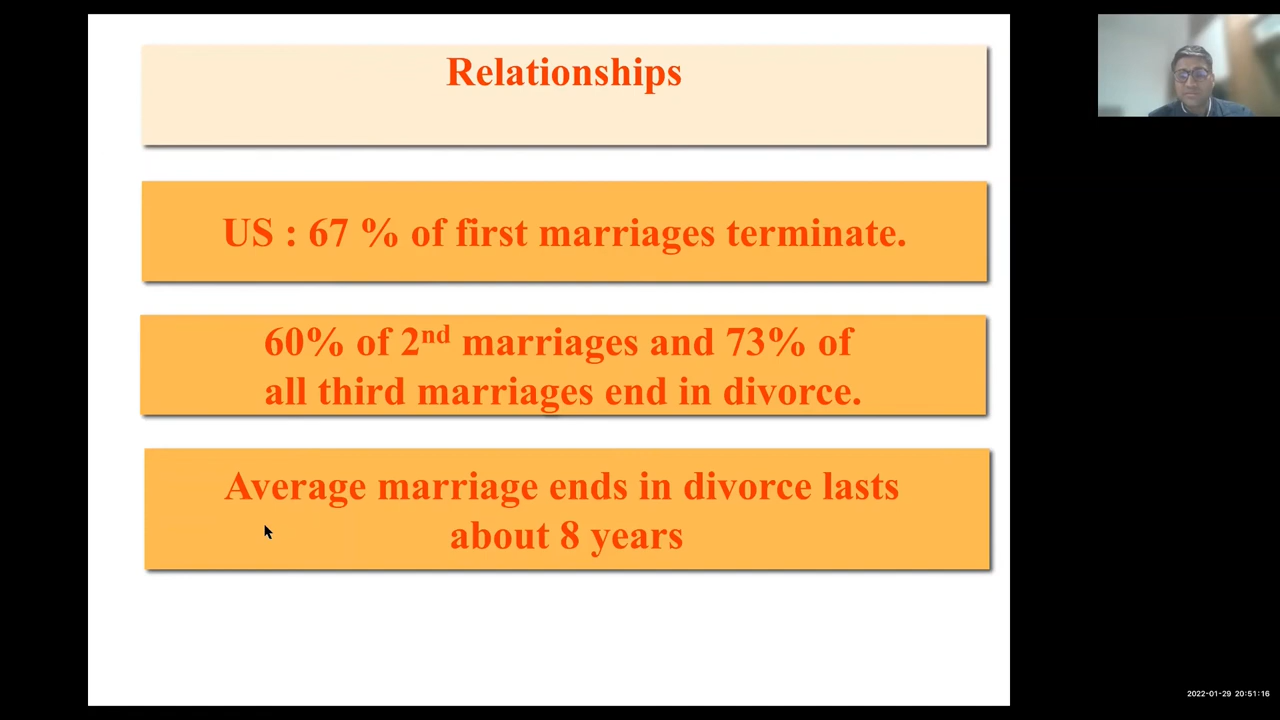 Relationships
US : 67 % of first marriages terminate.
60% of 2nd marriages and 73% of
all third marriages end in divorce.
Average marriage ends in divorce lasts
about 8 years
2022-01-29 20:51:16